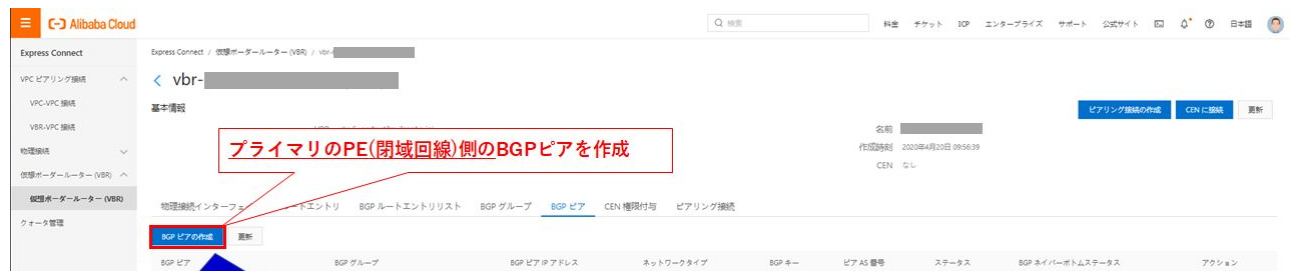 Alibaba Cloud
検索
料金 チケット ICP エンタープライズ サポート 公式サイト 日本語
Express Connect
Express Connect / 仮想ボーダールーター (VBR) / vbr-
VPC ピアリング接続
vbr-
VPC-VPC 接続
基本情報
ピアリング接続の作成 CEN に接続 更新
VBR-VPC 接続
名前
プライマリのPE(閉域回線)側のBGPピアを作成
作成時刻 2020年4月20日 09:56:39
物理接続
CEN なし
仮想ボーダールーター (VBR)
仮想ボーダールーター (VBR)
物理接続インターフェ ートエントリ BGP ルートエントリリスト BGP グループ BGP ピア CEN 権限付与 ピアリング接続
クォータ管理
BGP ピアの作成 更新
BGP ピア BGP グループ BGP ピア IP アドレス ネットワークタイプ BGP キー ピア AS 番号 ステータス BGP ネイバーボトムステータス アクション